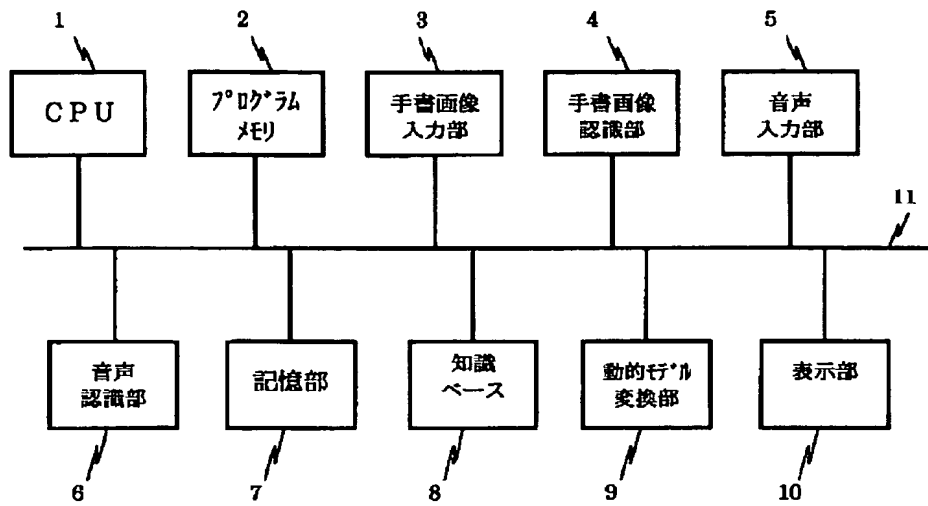 1
2
3
4
5
CPU
プログラム
メモリ
手書画像
入力部
手書画像
認識部
音声
入力部
11
音声
認識部
記憶部
知識
ベース
動的モデル
変換部
表示部
6
7
8
9
10